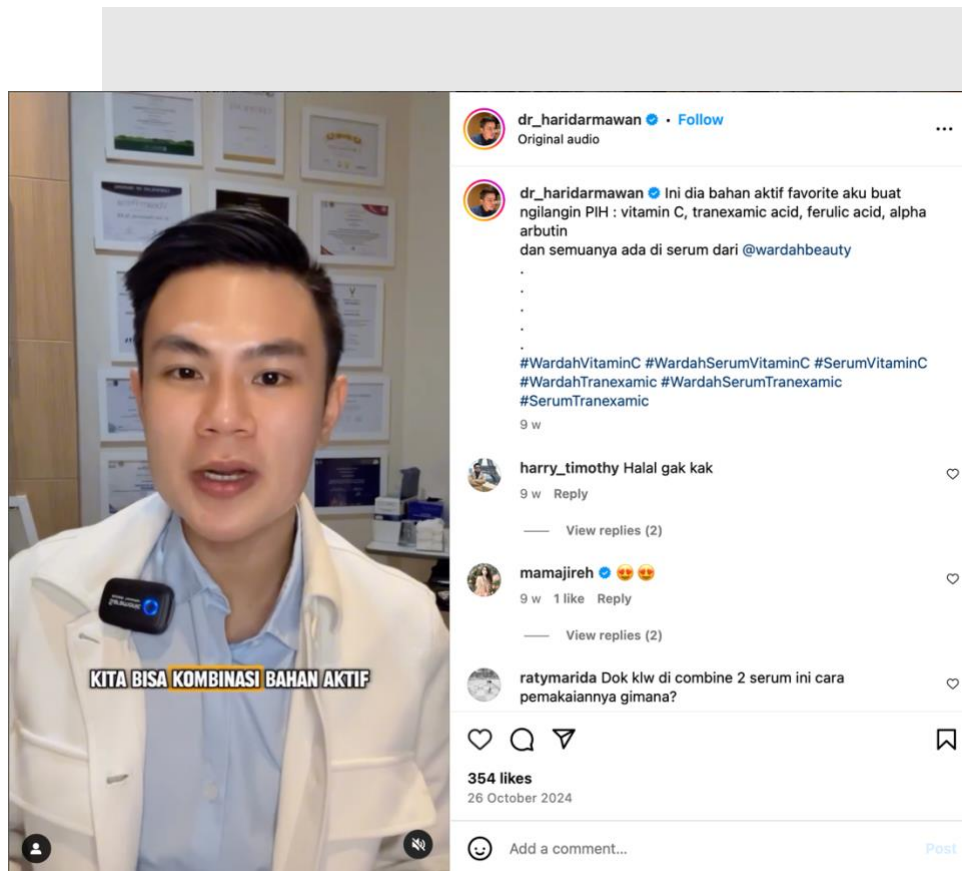 dr_haridarmawan • Follow
Original audio
dr_haridarmawan Ini dia bahan aktif favorite aku buat
ngilangin PIH : vitamin C, tranexamic acid, ferulic acid, alpha
arbutin
dan semuanya ada di serum dari @wardahbeauty
.
.
.
.
.
#WardahVitaminC #WardahSerumVitaminC #SerumVitaminC
#WardahTranexamic #WardahSerumTranexamic
#SerumTranexamic
9 w
harry_timothy Halal gak kak
9 w Reply
View replies (2)
mamajireh 😍😍
9 w 1 like Reply
View replies (2)
ratymarida Dok klw di combine 2 serum ini cara
pemakaiannya gimana?
354 likes
26 October 2024
Add a comment...
Post
KITA BISA KOMBINASI BAHAN AKTIF